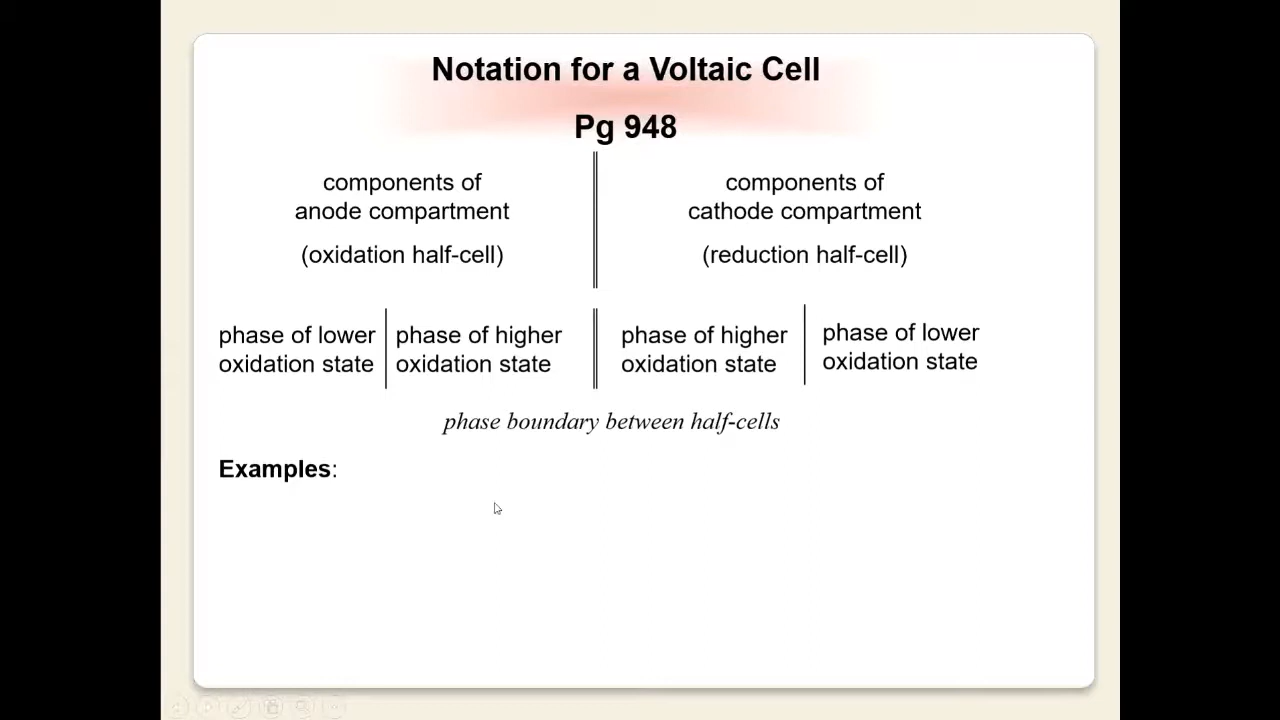 Notation for a Voltaic Cell
Pg 948
components of
anode compartment
(oxidation half-cell)
components of
cathode compartment
(reduction half-cell)
phase of lower
oxidation state
phase of higher
oxidation state
phase of higher
oxidation state
phase of lower
oxidation state
phase boundary between half-cells
Examples: